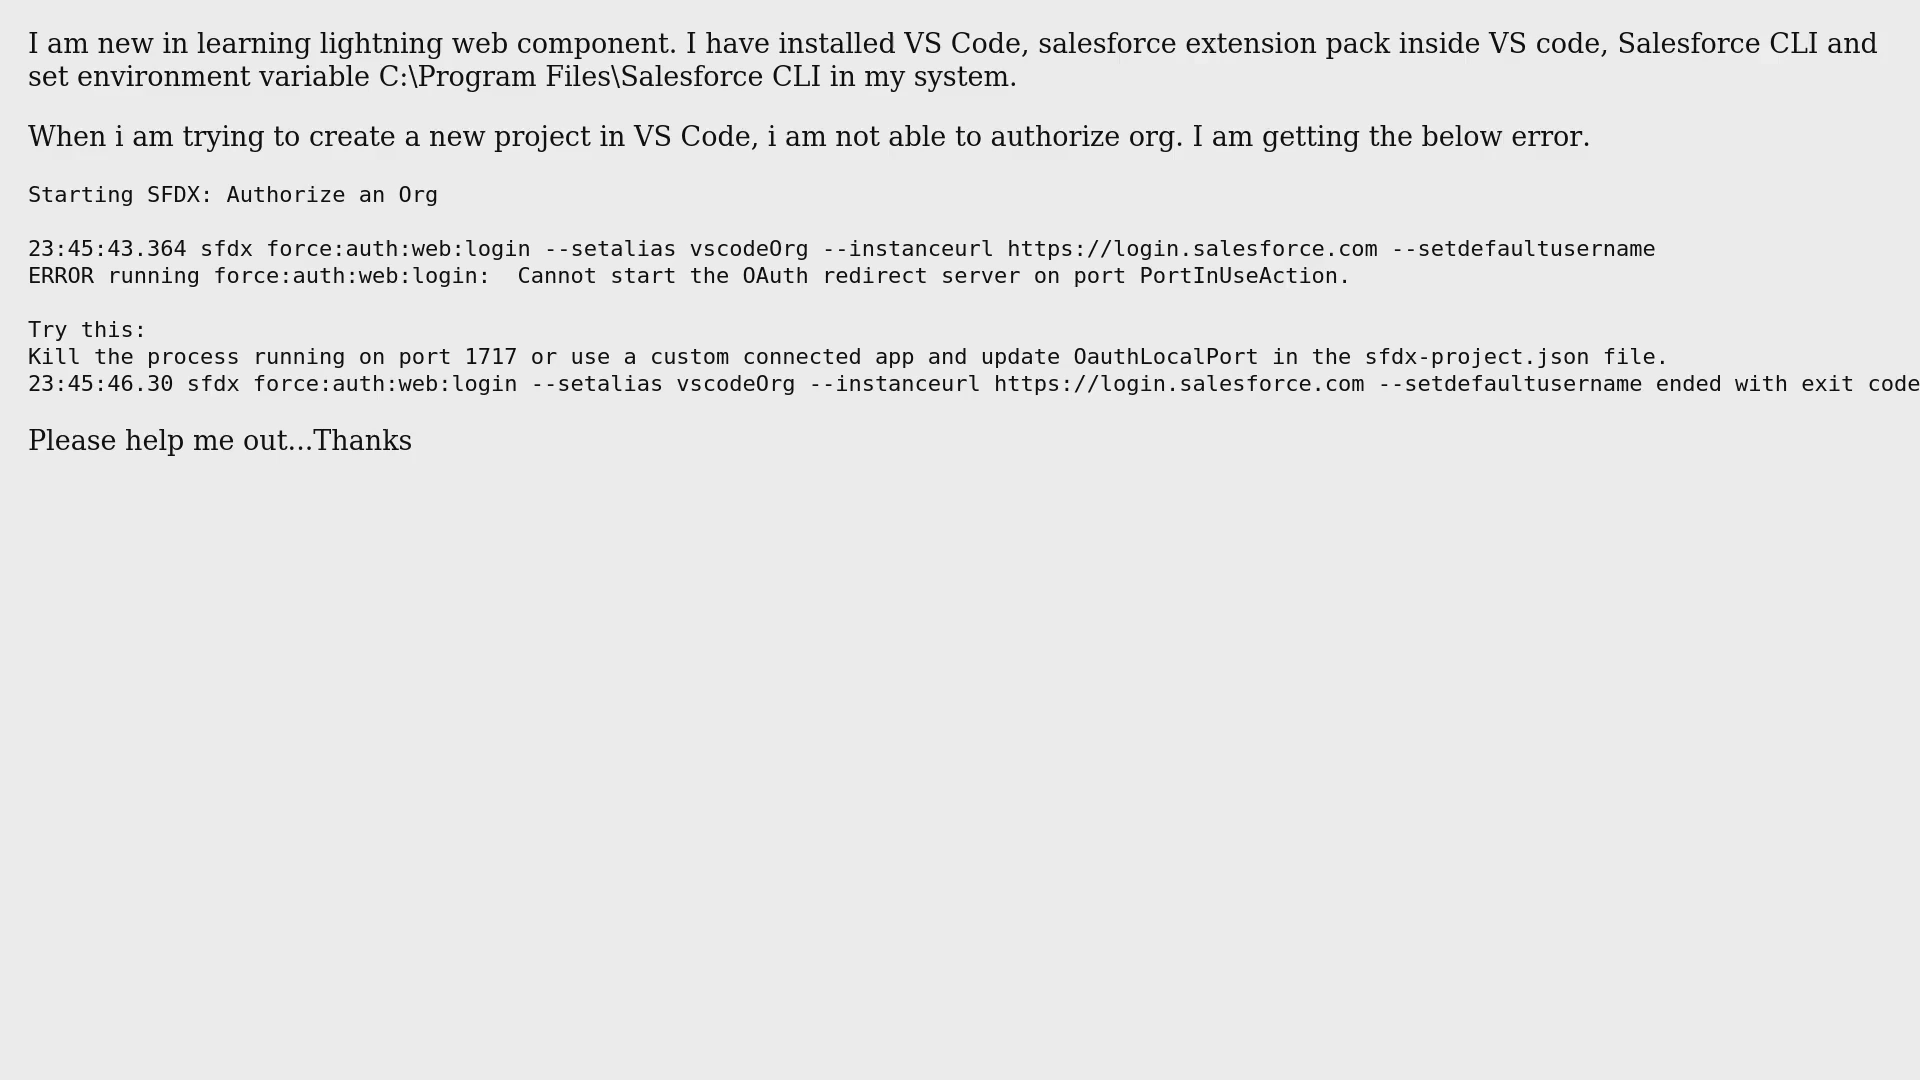 I am new in learning lightning web component. I have installed VS Code, salesforce extension pack inside VS code, Salesforce CLI and
set environment variable C:\Program Files\Salesforce CLI in my system.
When i am trying to create a new project in VS Code, i am not able to authorize org. I am getting the below error.
Starting SFDX: Authorize an Org
23:45:43.364 sfdx force:auth:web:login --setalias vscodeOrg --instanceurl https://login.salesforce.com --setdefaultusername
ERROR running force:auth:web:login:  Cannot start the OAuth redirect server on port PortInUseAction.
Try this:
Kill the process running on port 1717 or use a custom connected app and update OauthLocalPort in the sfdx-project.json file.
23:45:46.30 sfdx force:auth:web:login --setalias vscodeOrg --instanceurl https://login.salesforce.com --setdefaultusername ended with exit code
Please help me out...Thanks